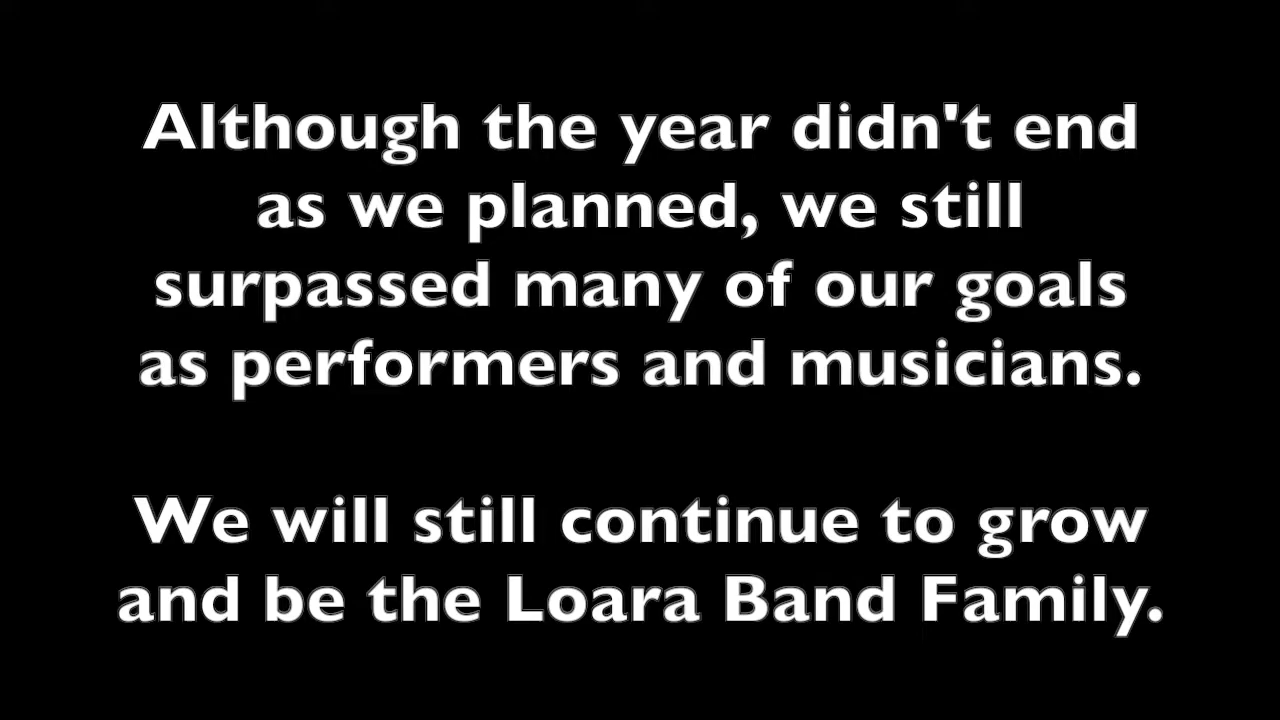 Although the year didn't end
as we planned, we still
surpassed many of our goals
as performers and musicians.
We will still continue to grow
and be the Loara Band Family.